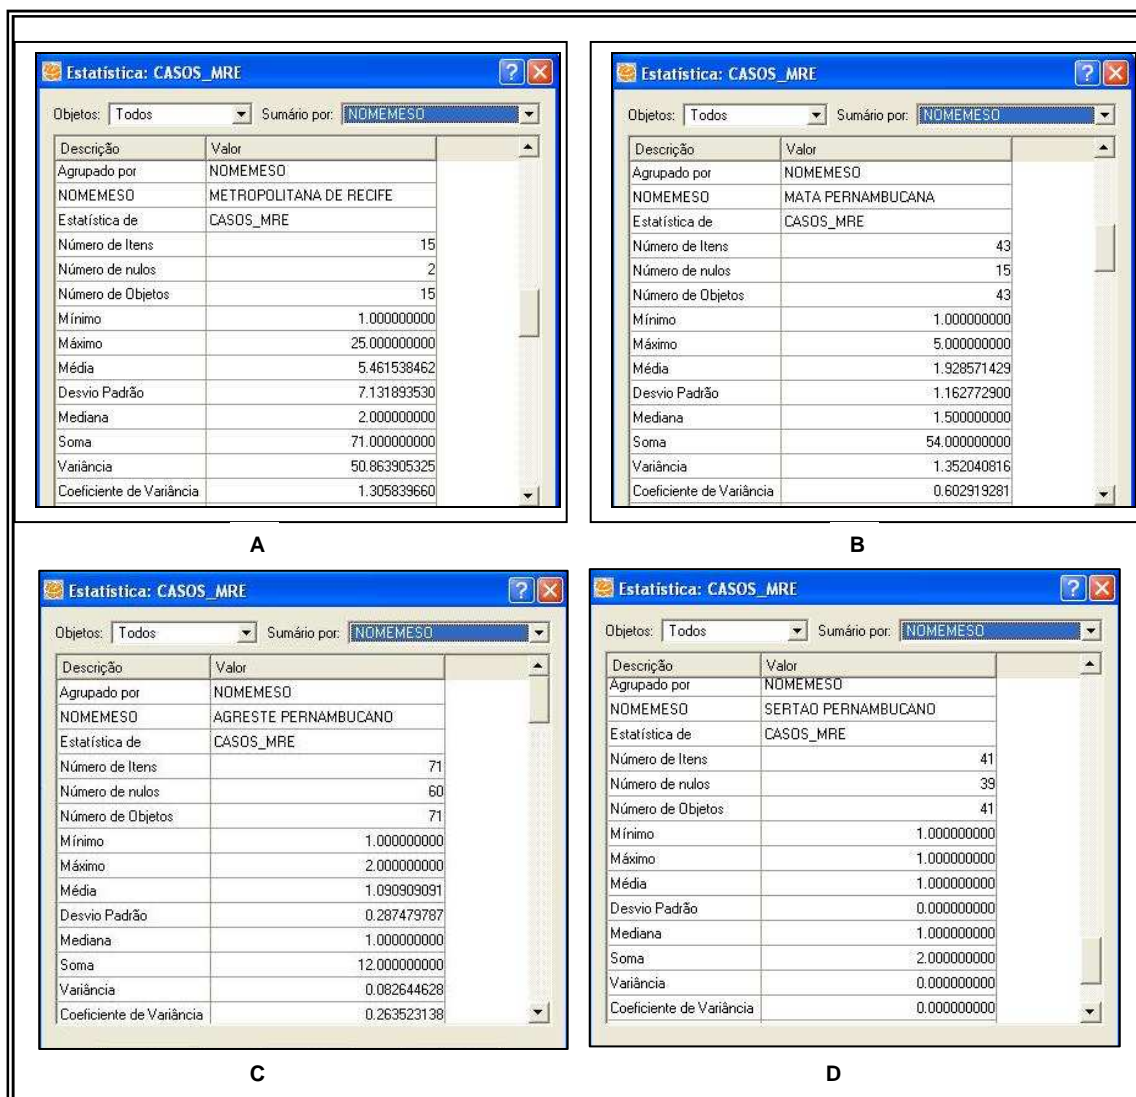 Estatística: CASOS_MRE
Objetos: Todos Sumário por: NOMEMESO
Descrição Valor
Agrupado por NOMEMESO
NOMEMESO METROPOLITANA DE RECIFE
Estatística de CASOS_MRE
Número de Itens 15
Número de nulos 2
Número de Objetos 15
Mínimo 1.000000000
Máximo 25.000000000
Média 5.461538462
Desvio Padrão 7.131893530
Mediana 2.000000000
Soma 71.000000000
Variância 50.863905325
Coeficiente de Variância 1.305839660
A
Estatística: CASOS_MRE
Objetos: Todos Sumário por: NOMEMESO
Descrição Valor
Agrupado por NOMEMESO
NOMEMESO MATA PERNAMBUCANA
Estatística de CASOS_MRE
Número de Itens 43
Número de nulos 15
Número de Objetos 43
Mínimo 1.000000000
Máximo 5.000000000
Média 1.928571429
Desvio Padrão 1.162772900
Mediana 1.500000000
Soma 54.000000000
Variância 1.352040816
Coeficiente de Variância 0.602919281
B
Estatística: CASOS_MRE
Objetos: Todos Sumário por: NOMEMESO
Descrição Valor
Agrupado por NOMEMESO
NOMEMESO AGRESTE PERNAMBUCANO
Estatística de CASOS_MRE
Número de Itens 71
Número de nulos 60
Número de Objetos 71
Mínimo 1.000000000
Máximo 2.000000000
Média 1.090909091
Desvio Padrão 0.287479787
Mediana 1.000000000
Soma 12.000000000
Variância 0.082644628
Coeficiente de Variância 0.263523138
C
Estatística: CASOS_MRE
Objetos: Todos Sumário por: NOMEMESO
Descrição Valor
Agrupado por NOMEMESO
NOMEMESO SERTAO PERNAMBUCANO
Estatística de CASOS_MRE
Número de Itens 41
Número de nulos 39
Número de Objetos 41
Mínimo 1.000000000
Máximo 1.000000000
Média 1.000000000
Desvio Padrão 0.000000000
Mediana 1.000000000
Soma 2.000000000
Variância 0.000000000
Coeficiente de Variância 0.000000000
D